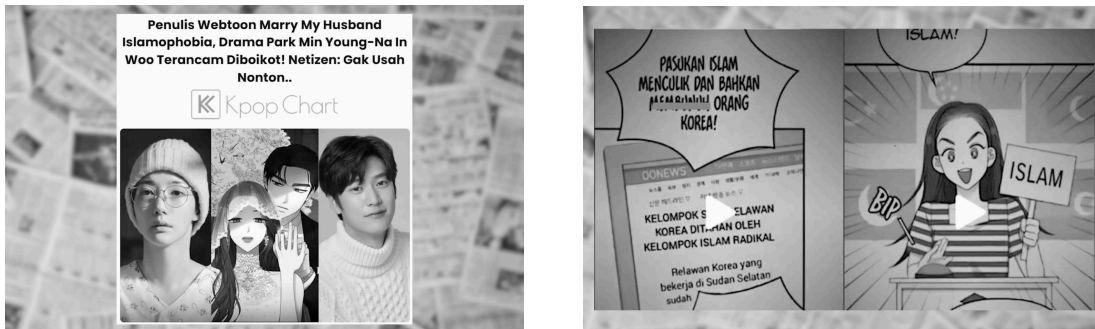 Penulis Webtoon Marry My Husband
Islamophobia, Drama Park Min Young-Na In
Woo Terancam Diboikot! Netizen: Gak Usah
Nonton..
Kpop Chart
ISLAM!
PASUKAN ISLAM
MENCULIK DAN BAHKAN
ORANG
KOREA!
OONEWS
KELOMPOK
KOREA DITAHAN OLEH
KELOMPOK ISLAM RADIKAL
Relawan Korea yang
bekerja di Sudan Selatan
sudah
ISLAM
BIP